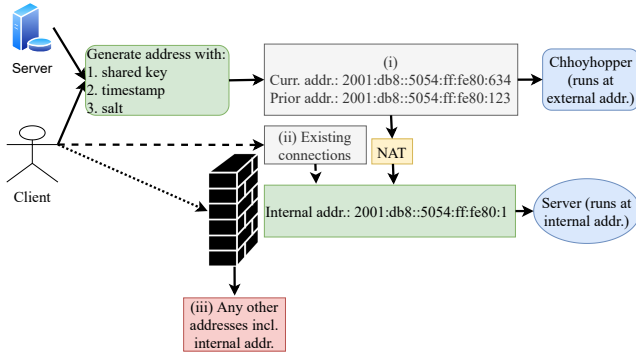 Server
Generate address with:
1. shared key
2. timestamp
3. salt
(i)
Curr. addr.: 2001:db8::5054:ff:fe80:634
Prior addr.: 2001:db8::5054:ff:fe80:123
Chhoyhopper
(runs at
external addr.)
Client
(ii) Existing
connections
NAT
Internal addr.: 2001:db8::5054:ff:fe80:1
Server (runs at
internal addr.)
(iii) Any other
addresses incl.
internal addr.